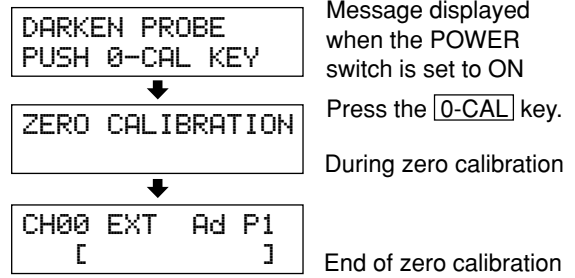 DARKEN PROBE
PUSH 0-CAL KEY
Message displayed
when the POWER
switch is set to ON
Press the 0-CAL key.
ZERO CALIBRATION
During zero calibration
CH00 EXT Ad P1
[ ]
End of zero calibration